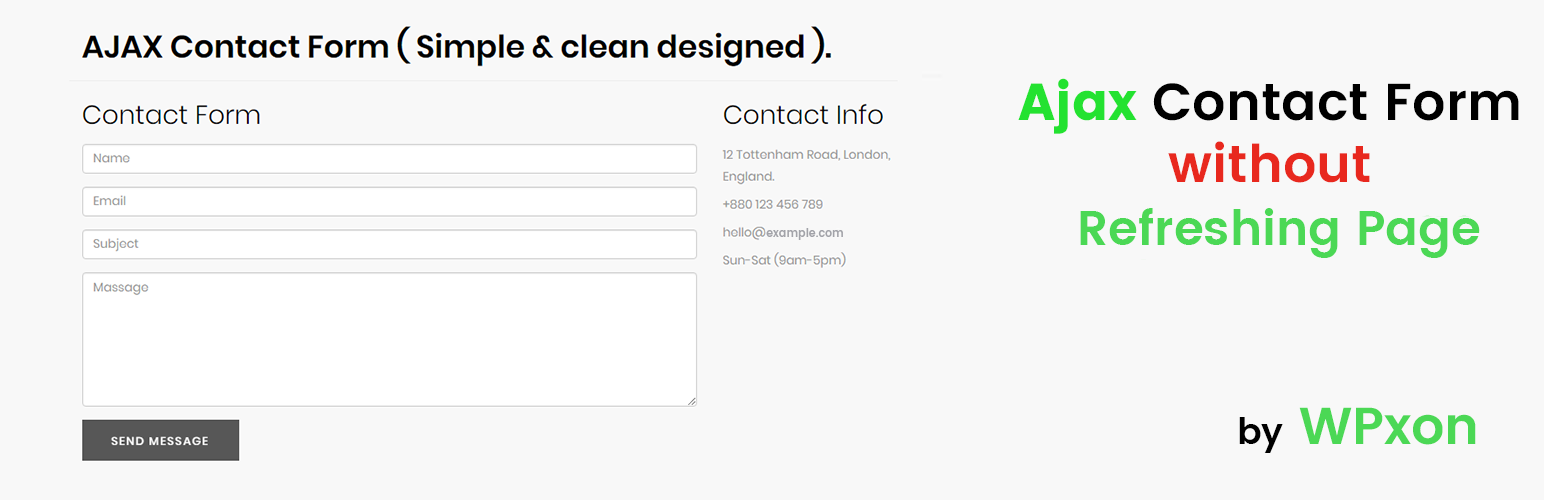 AJAX Contact Form ( Simple & clean designed ).
Contact Form
Name
Email
Subject
Massage
SEND MESSAGE
Contact Info
12 Tottenham Road, London,
England.
+880 123 456 789
hello@example.com
Sun-Sat (9am-5pm)
Ajax Contact Form
without
Refreshing Page
by WPxon